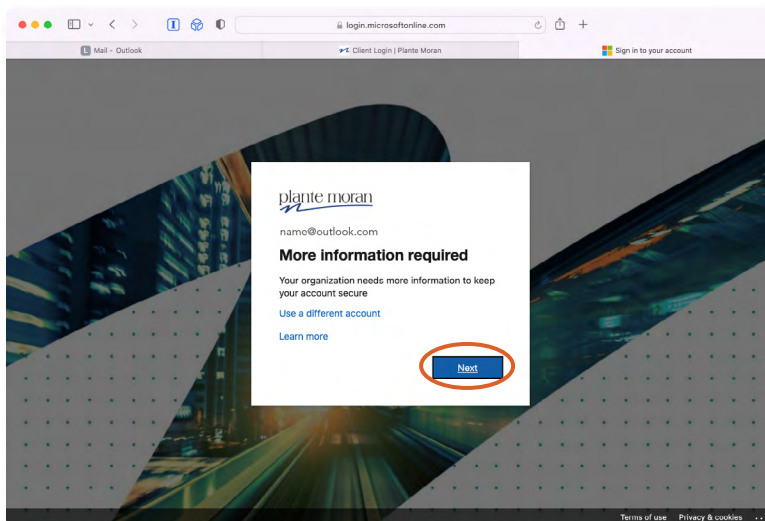 login.microsoftonline.com
L Mail - Outlook
Client Login | Plante Moran
Sign in to your account
plante moran
name@outlook.com
More information required
Your organization needs more information to keep
your account secure
Use a different account
Learn more
Next
Terms of use Privacy & cookies